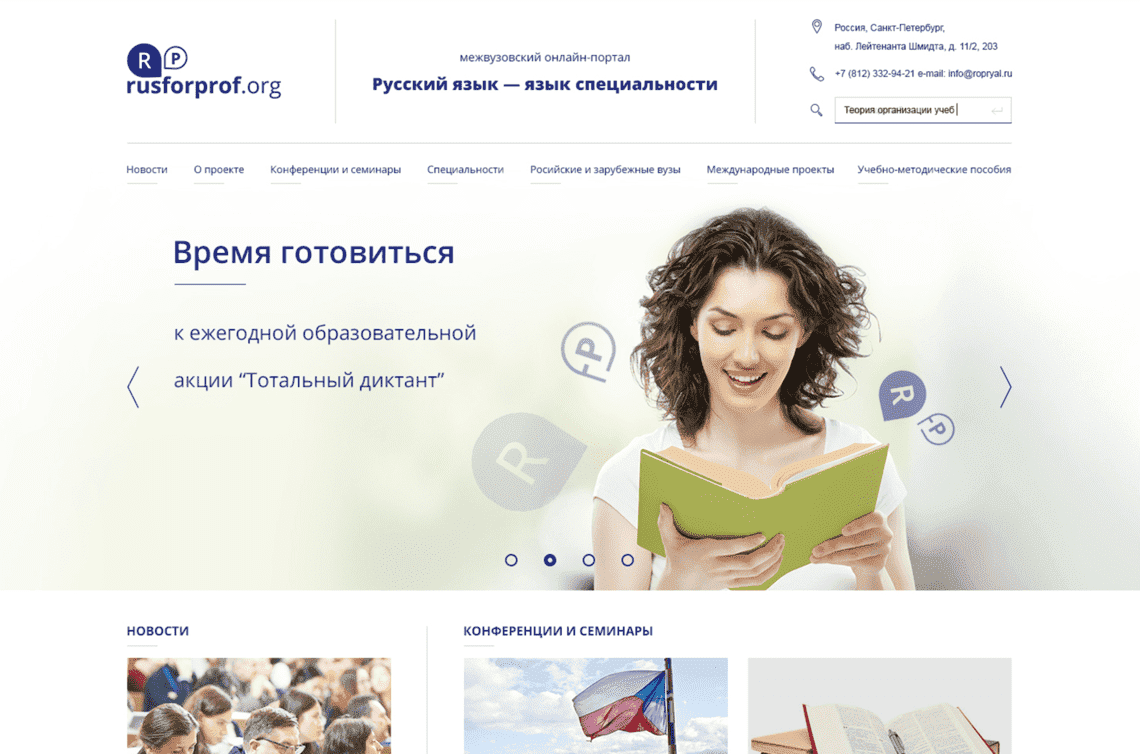 R P
rusforprof.org
межвузовский онлайн-портал
Русский язык — язык специальности
Россия, Санкт-Петербург,
наб. Лейтенанта Шмидта, д. 11/2, 203
+7 (812) 332-94-21 e-mail: info@ropryal.ru
Теория организации учеб
Новости О проекте Конференции и семинары Специальности Росийские и зарубежные вузы Международные проекты Учебно-методические пособия
Время готовиться
к ежегодной образовательной
акции “Тотальный диктант”
P
R
P
R
НОВОСТИ
КОНФЕРЕНЦИИ И СЕМИНАРЫ